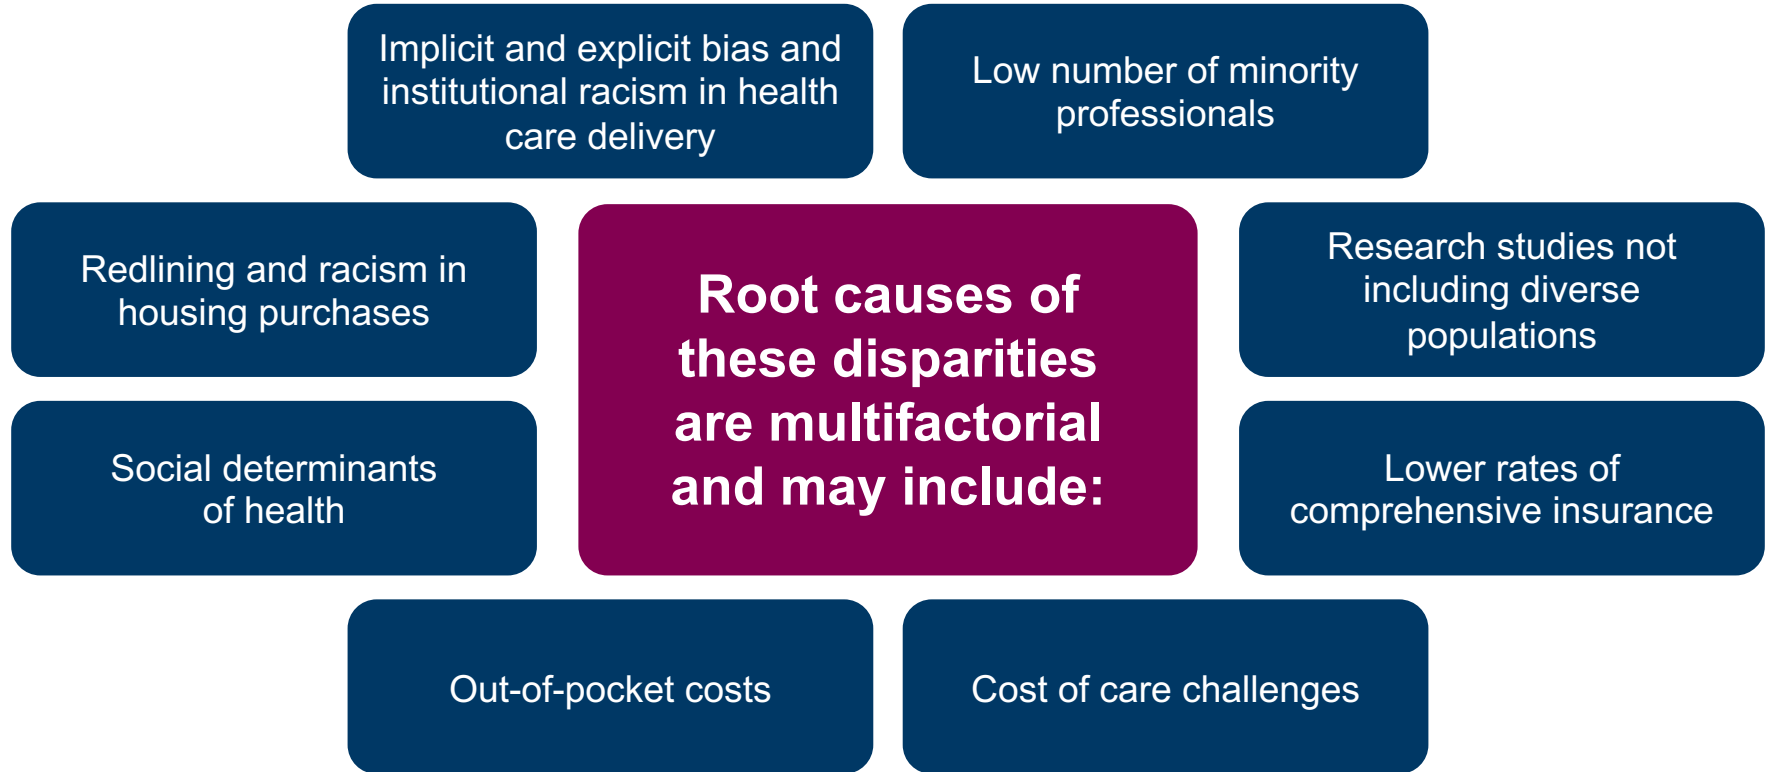 Implicit and explicit bias and
institutional racism in health
care delivery
Low number of minority
professionals
Redlining and racism in
housing purchases
Root causes of
these disparities
are multifactorial
and may include:
Research studies not
including diverse
populations
Social determinants
of health
Lower rates of
comprehensive insurance
Out-of-pocket costs
Cost of care challenges